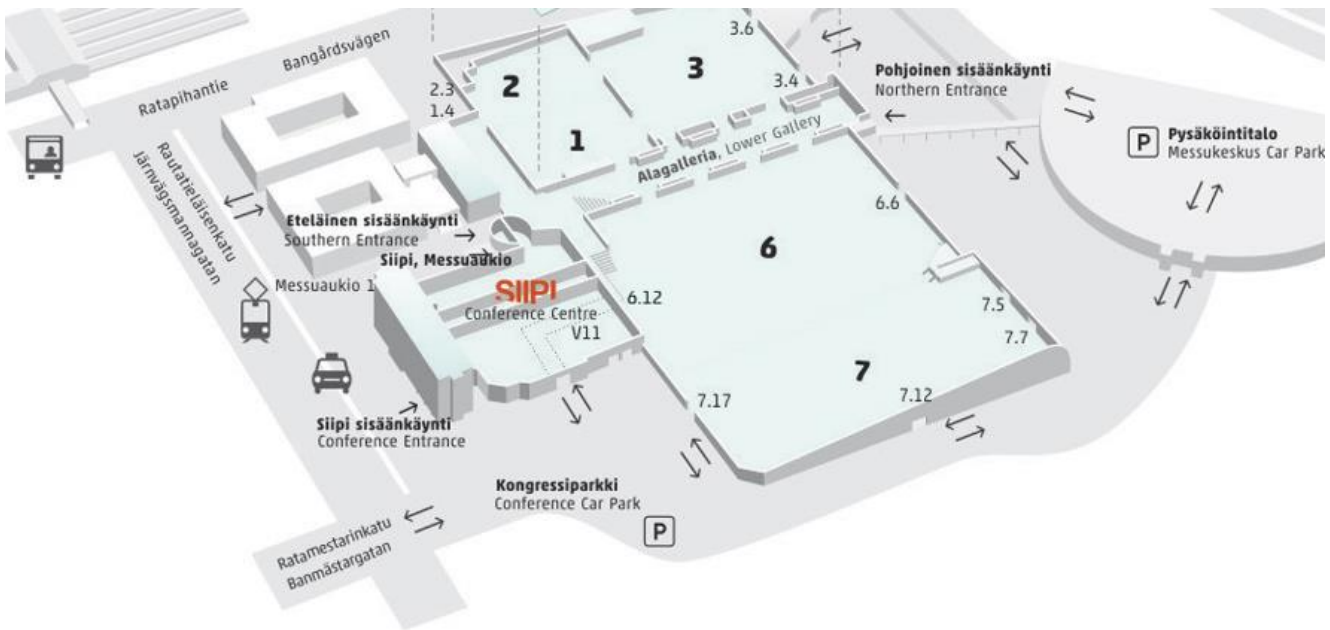 3.6
Bangårdsvägen
Ratapihantie
2
3
2.3
1.4
3.4
Pohjoinen sisäänkäynti
Northern Entrance
1
Alagalleria, Lower Gallery
P
Pysäköintitalo
Messukeskus Car Park
Rautatieläisenkatu
Järnvägsmannagatan
Eteläinen sisäänkäynti
Southern Entrance
Siipi, Messuaukio
6.6
6
Messuaukio 1
SIIPI
Conference Centre
V11
6.12
7.5
7.7
7
7.12
7.17
Siipi sisäänkäynti
Conference Entrance
Kongressiparkki
Conference Car Park
P
Ratamestarinkatu
Banmästargatan